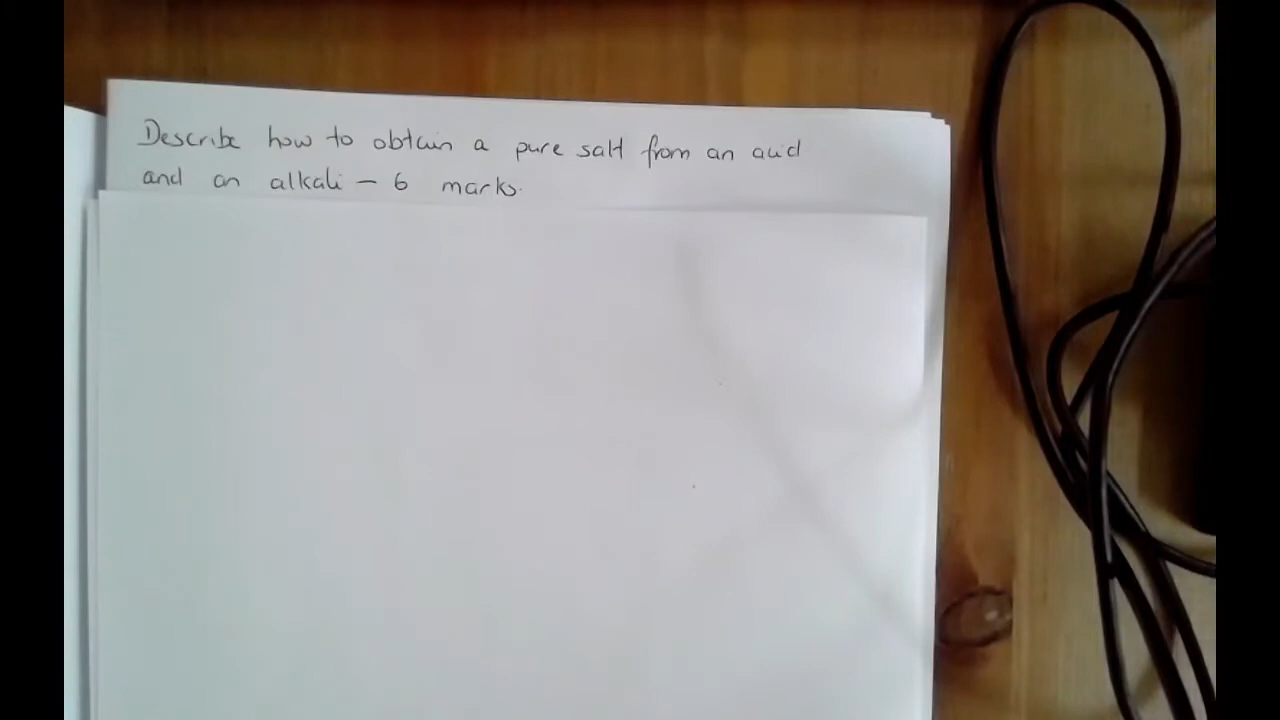 Describe how to obtain a pure salt from an acid
and an alkali – 6 marks.